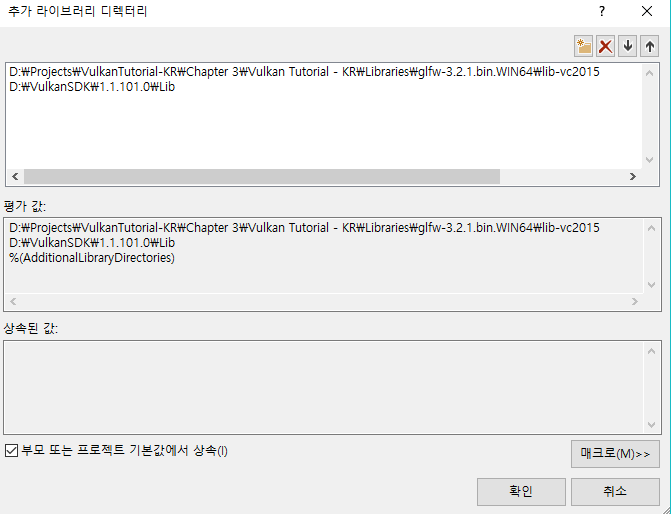 추가 라이브러리 디렉터리
D:₩Projects₩VulkanTutorial-KR₩Chapter 3₩Vulkan Tutorial - KR₩Libraries₩glfw-3.2.1.bin.WIN64₩lib-vc2015
D:₩VulkanSDK₩1.1.101.0₩Lib
평가 값:
D:₩Projects₩VulkanTutorial-KR₩Chapter 3₩Vulkan Tutorial - KR₩Libraries₩glfw-3.2.1.bin.WIN64₩lib-vc2015
D:₩VulkanSDK₩1.1.101.0₩Lib
%(AdditionalLibraryDirectories)
상속된 값:
부모 또는 프로젝트 기본값에서 상속(I)
매크로(M)>>
확인
취소